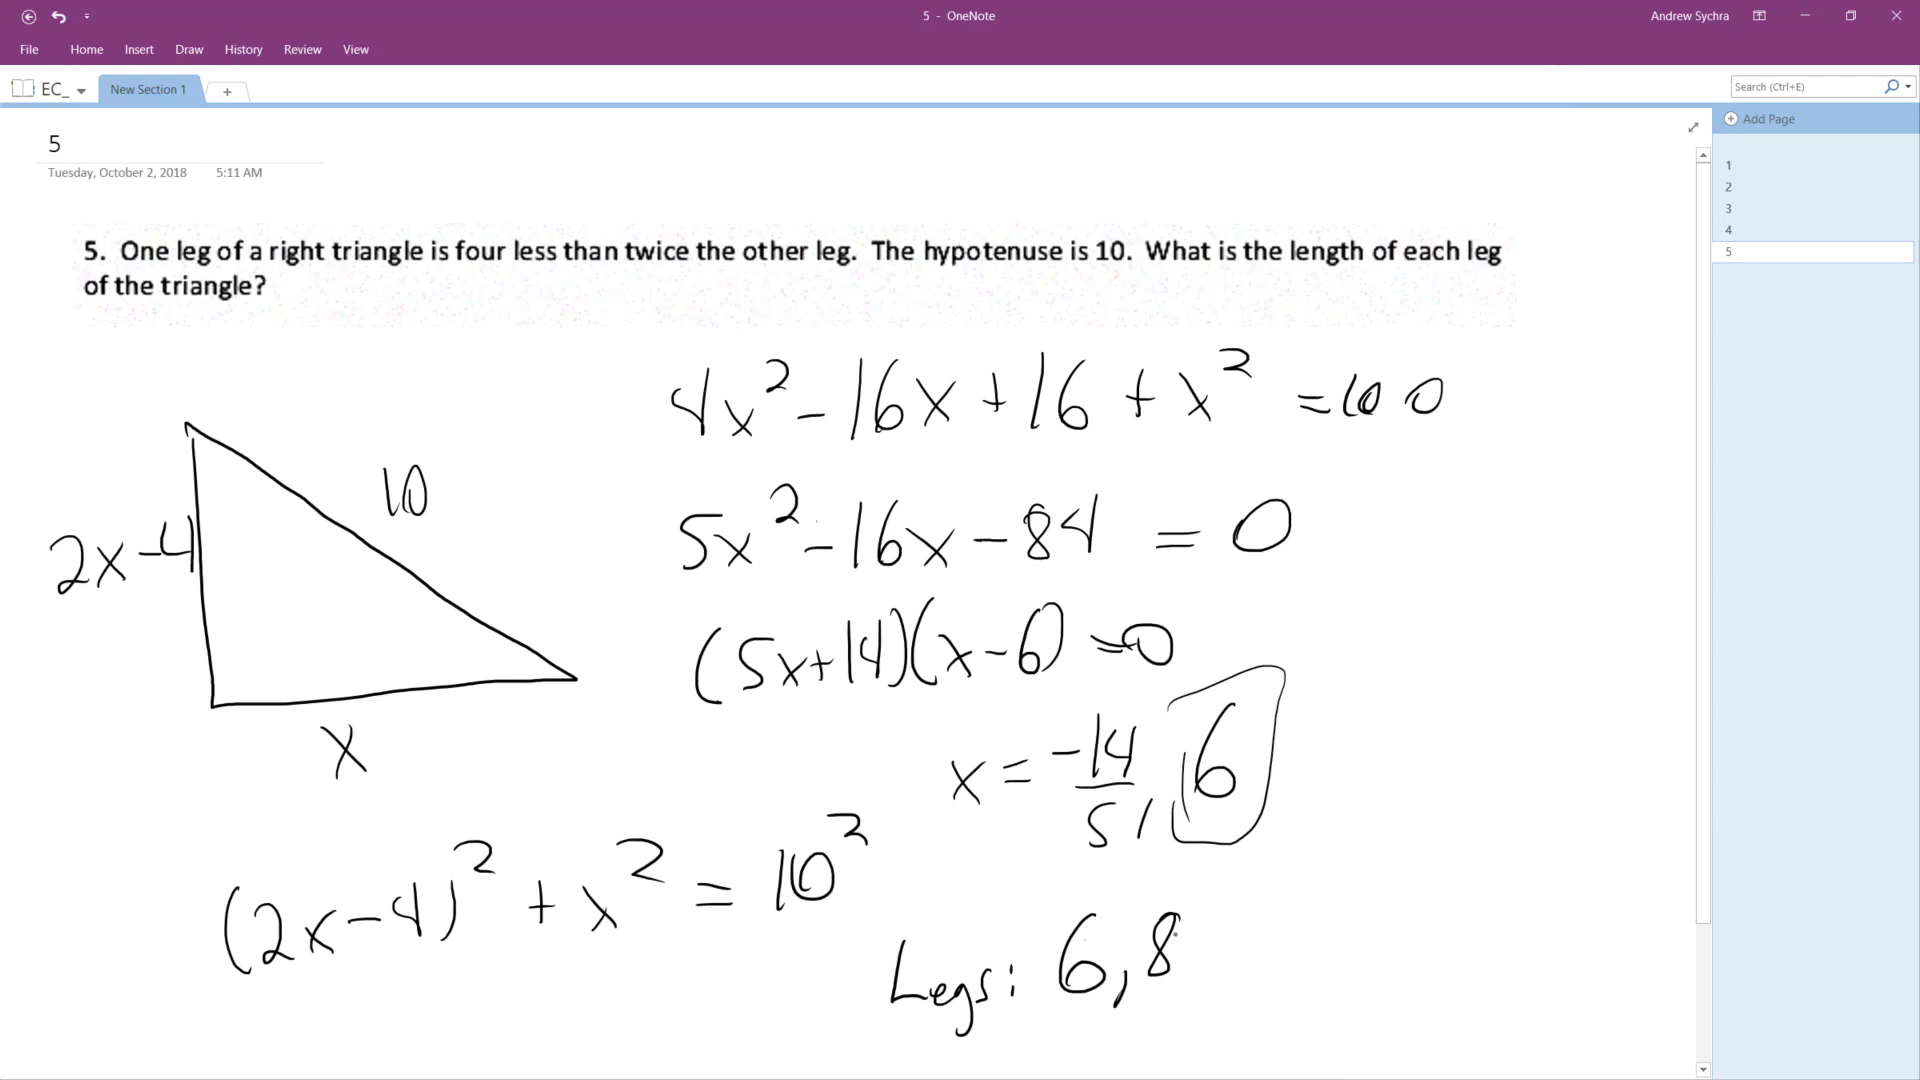 5 - OneNote
Andrew Sychra
File Home Insert Draw History Review View
EC_ New Section 1 +
Search (Ctrl+E)
Add Page
1
2
3
4
5
5
Tuesday, October 2, 2018 5:11 AM
5. One leg of a right triangle is four less than twice the other leg. The hypotenuse is 10. What is the length of each leg
of the triangle?
2x-4
10
x
(2x-4)² + x² = 10²
4x² - 16x + 16 + x² = 100
5x² - 16x - 84 = 0
(5x+14)(x-6) = 0
x = -14/5, 6
Legs: 6, 8